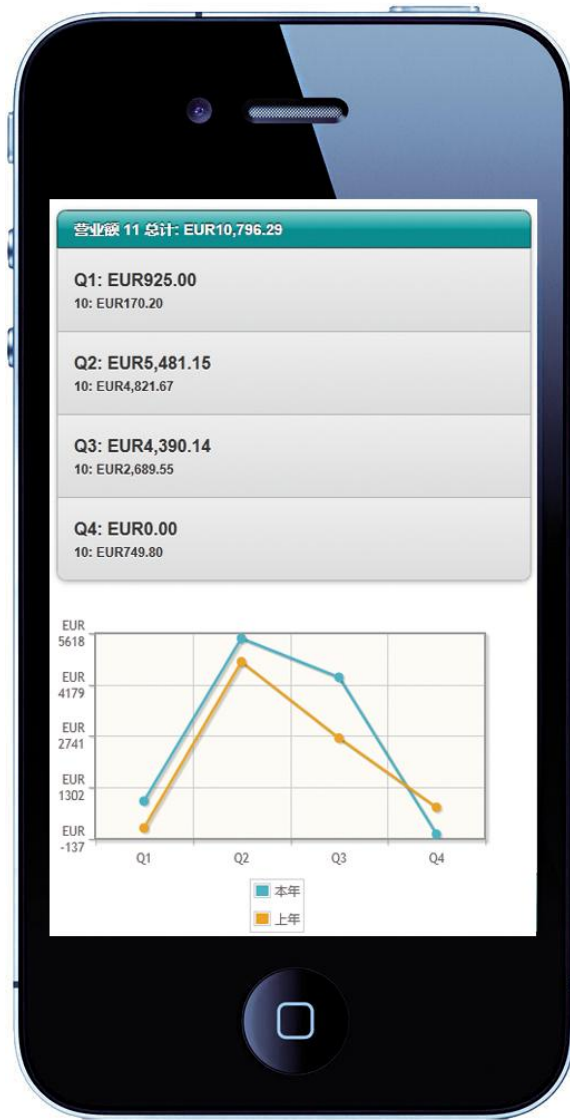 营业额 11 总计: EUR10,796.29
Q1: EUR925.00
10: EUR170.20
Q2: EUR5,481.15
10: EUR4,821.67
Q3: EUR4,390.14
10: EUR2,689.55
Q4: EUR0.00
10: EUR749.80
EUR
5618
EUR
4179
EUR
2741
EUR
1302
EUR
-137
Q1 Q2 Q3 Q4
本年
上年